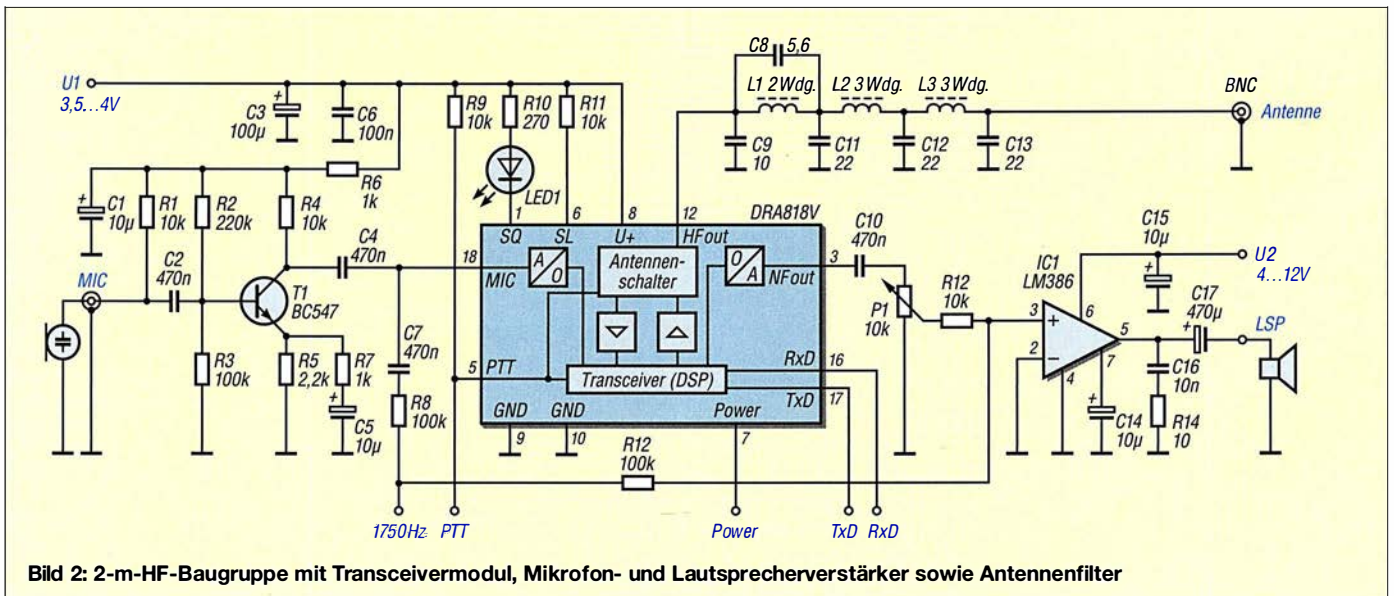 U1
3,5...4V
C3
100µ
C6
100n
R9
10k
R10
270
R11
10k
LED1
C8
5,6
L1 2Wdg.
L2 3Wdg.
L3 3Wdg.
BNC
Antenne
C9
10
C11
22
C12
22
C13
22
C1
10µ
R1
10k
R2
220k
R4
10k
R6
1k
C2
470n
MIC
T1
BC547
C4
470n
R3
100k
R5
2,2k
R7
1k
C5
10µ
C7
470n
R8
100k
1
6
8
12
DRA818V
SQ
SL
U+
HFout
18
MIC
A
O
Antennen-
schalter
O
A
3
NFout
5
PTT
Transceiver (DSP)
RxD
16
TxD
17
GND
GND
Power
9
10
7
C10
470n
P1
10k
R12
10k
IC1
LM386
3
+
2
–
6
5
4
7
C15
10µ
U2
4...12V
C17
470µ
LSP
C16
10n
C14
10µ
R14
10
R12
100k
1750Hz
PTT
Power
TxD
RxD
Bild 2: 2-m-HF-Baugruppe mit Transceivermodul, Mikrofon- und Lautsprecherverstärker sowie Antennenfilter